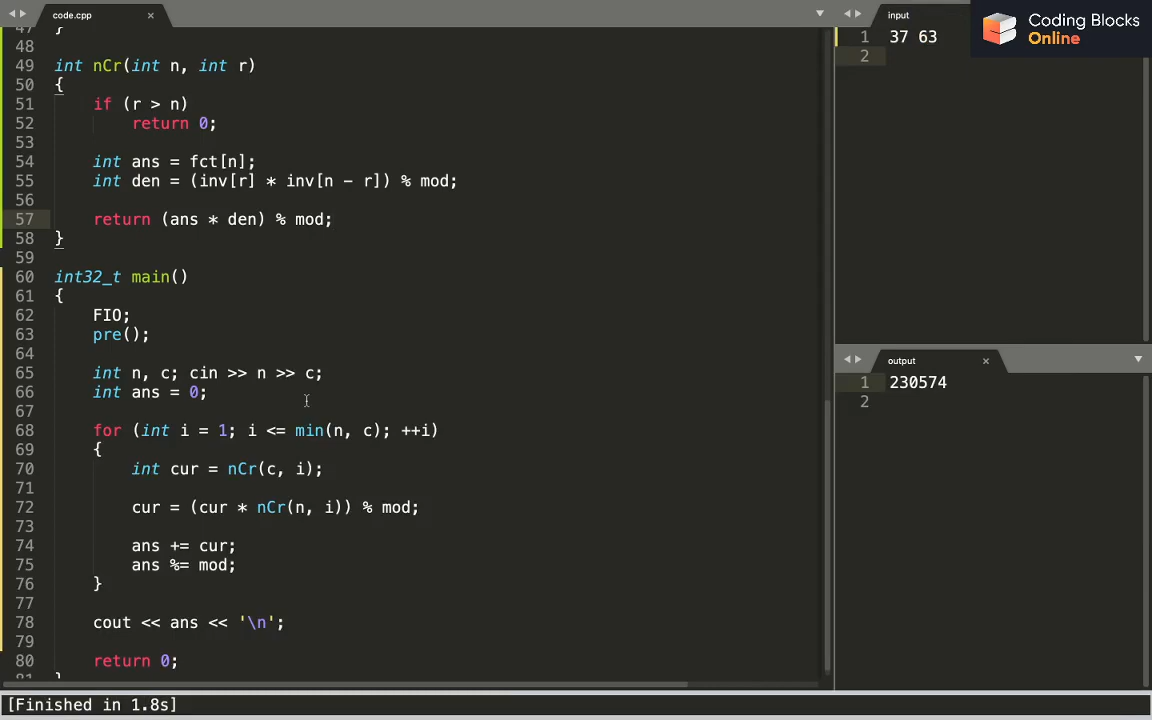 code.cpp
47 }
48
49 int nCr(int n, int r)
50 {
51 if (r > n)
52 return 0;
53
54 int ans = fct[n];
55 int den = (inv[r] * inv[n - r]) % mod;
56
57 return (ans * den) % mod;
58 }
59
60 int32_t main()
61 {
62 FIO;
63 pre();
64
65 int n, c; cin >> n >> c;
66 int ans = 0;
67
68 for (int i = 1; i <= min(n, c); ++i)
69 {
70 int cur = nCr(c, i);
71
72 cur = (cur * nCr(n, i)) % mod;
73
74 ans += cur;
75 ans %= mod;
76 }
77
78 cout << ans << '\n';
79
80 return 0;
81 }
[Finished in 1.8s]
input
1 37 63
2
Coding Blocks
Online
output
1 230574
2